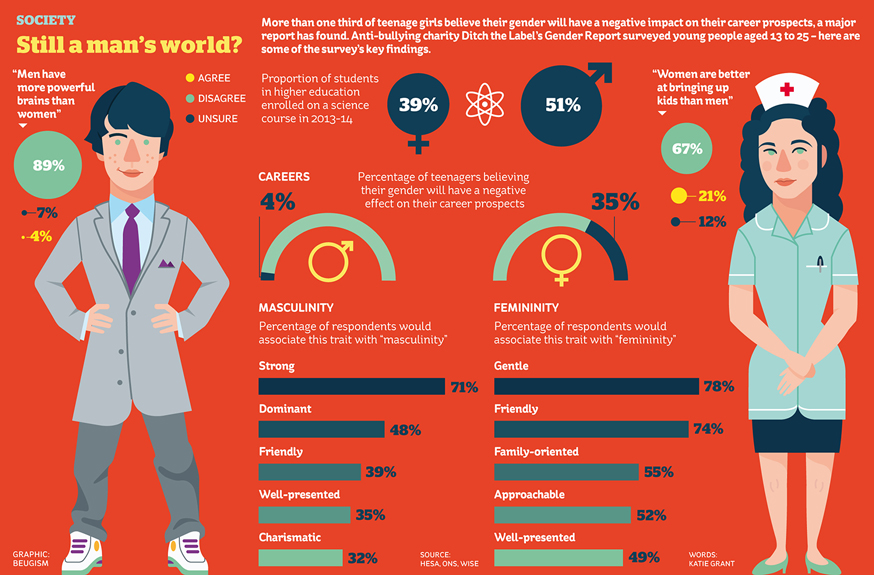 SOCIETY
Still a man's world?
More than one third of teenage girls believe their gender will have a negative impact on their career prospects, a major
report has found. Anti-bullying charity Ditch the Label's Gender Report surveyed young people aged 13 to 25 – here are
some of the survey's key findings.
"Men have
more powerful
brains than
women"
89%
7%
4%
AGREE
DISAGREE
UNSURE
Proportion of students
in higher education
enrolled on a science
course in 2013-14
39%
51%
"Women are better
at bringing up
kids than men"
67%
21%
12%
CAREERS
Percentage of teenagers believing
their gender will have a negative
effect on their career prospects
4%
35%
MASCULINITY
Percentage of respondents would
associate this trait with "masculinity"
Strong
71%
Dominant
48%
Friendly
39%
Well-presented
35%
Charismatic
32%
FEMININITY
Percentage of respondents would
associate this trait with "femininity"
Gentle
78%
Friendly
74%
Family-oriented
55%
Approachable
52%
Well-presented
49%
GRAPHIC:
BEUGISM
SOURCE:
HESA, ONS, WISE
WORDS:
KATIE GRANT